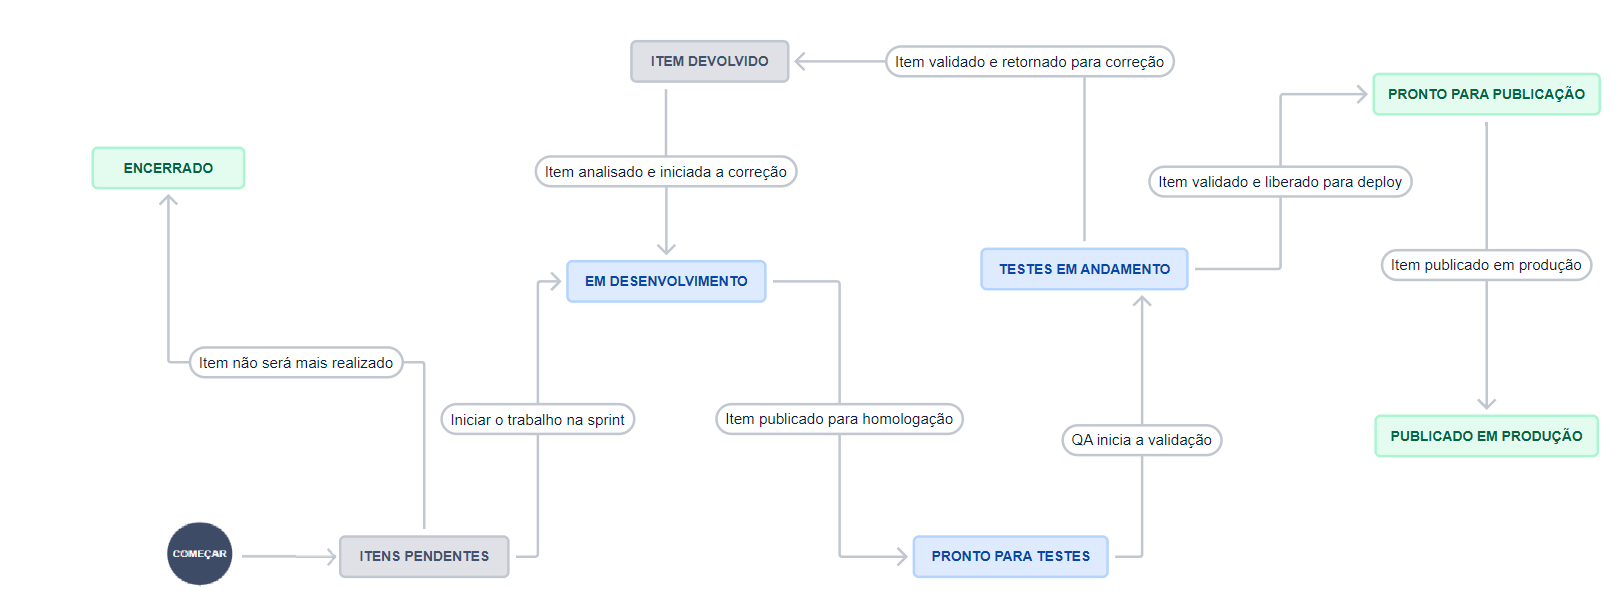 ITEM DEVOLVIDO
Item validado e retornado para correção
PRONTO PARA PUBLICAÇÃO
ENCERRADO
Item analisado e iniciada a correção
Item validado e liberado para deploy
EM DESENVOLVIMENTO
TESTES EM ANDAMENTO
Item publicado em produção
Item não será mais realizado
Iniciar o trabalho na sprint
Item publicado para homologação
QA inicia a validação
PUBLICADO EM PRODUÇÃO
COMEÇAR
ITENS PENDENTES
PRONTO PARA TESTES